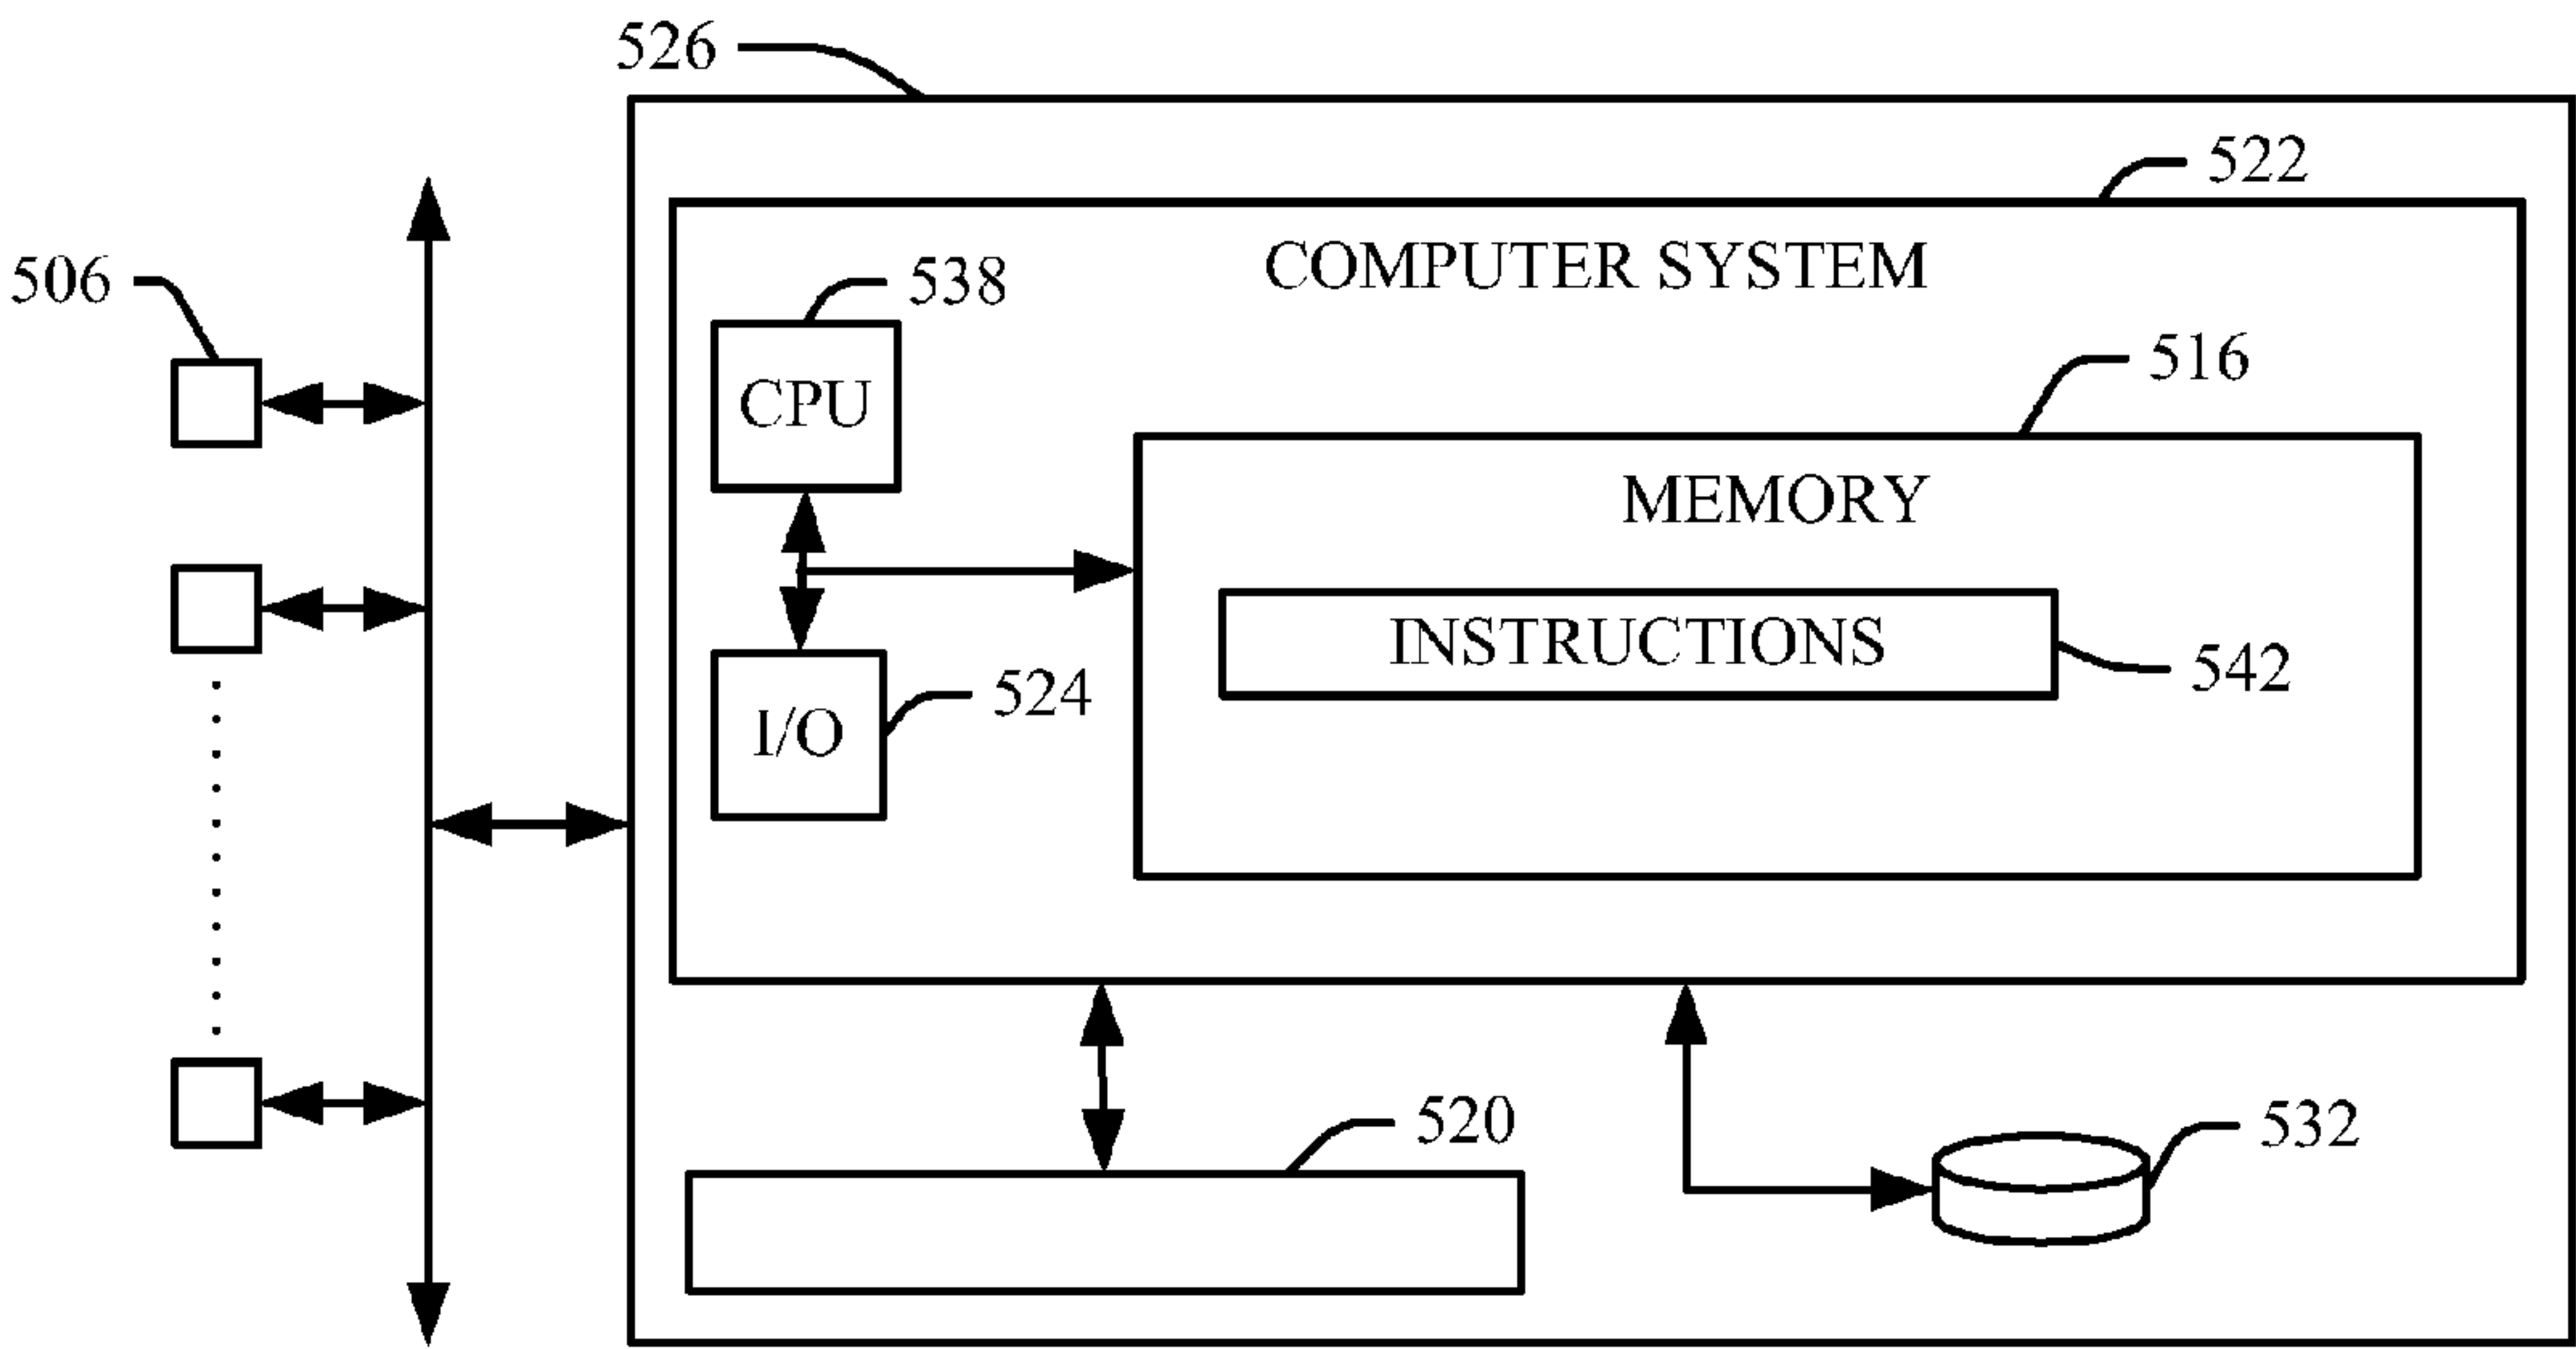 526
522
COMPUTER SYSTEM
506
538
516
CPU
MEMORY
INSTRUCTIONS
542
524
I/O
520
532